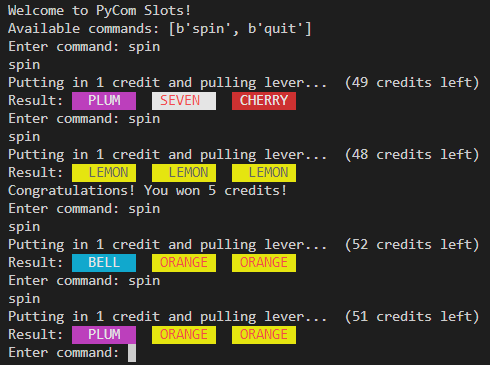 Welcome to PyCom Slots!
Available commands: [b'spin', b'quit']
Enter command: spin
spin
Putting in 1 credit and pulling lever...  (49 credits left)
Result:   PLUM    SEVEN    CHERRY
Enter command: spin
spin
Putting in 1 credit and pulling lever...  (48 credits left)
Result:   LEMON    LEMON    LEMON
Congratulations! You won 5 credits!
Enter command: spin
spin
Putting in 1 credit and pulling lever...  (52 credits left)
Result:   BELL    ORANGE   ORANGE
Enter command: spin
spin
Putting in 1 credit and pulling lever...  (51 credits left)
Result:   PLUM    ORANGE   ORANGE
Enter command: